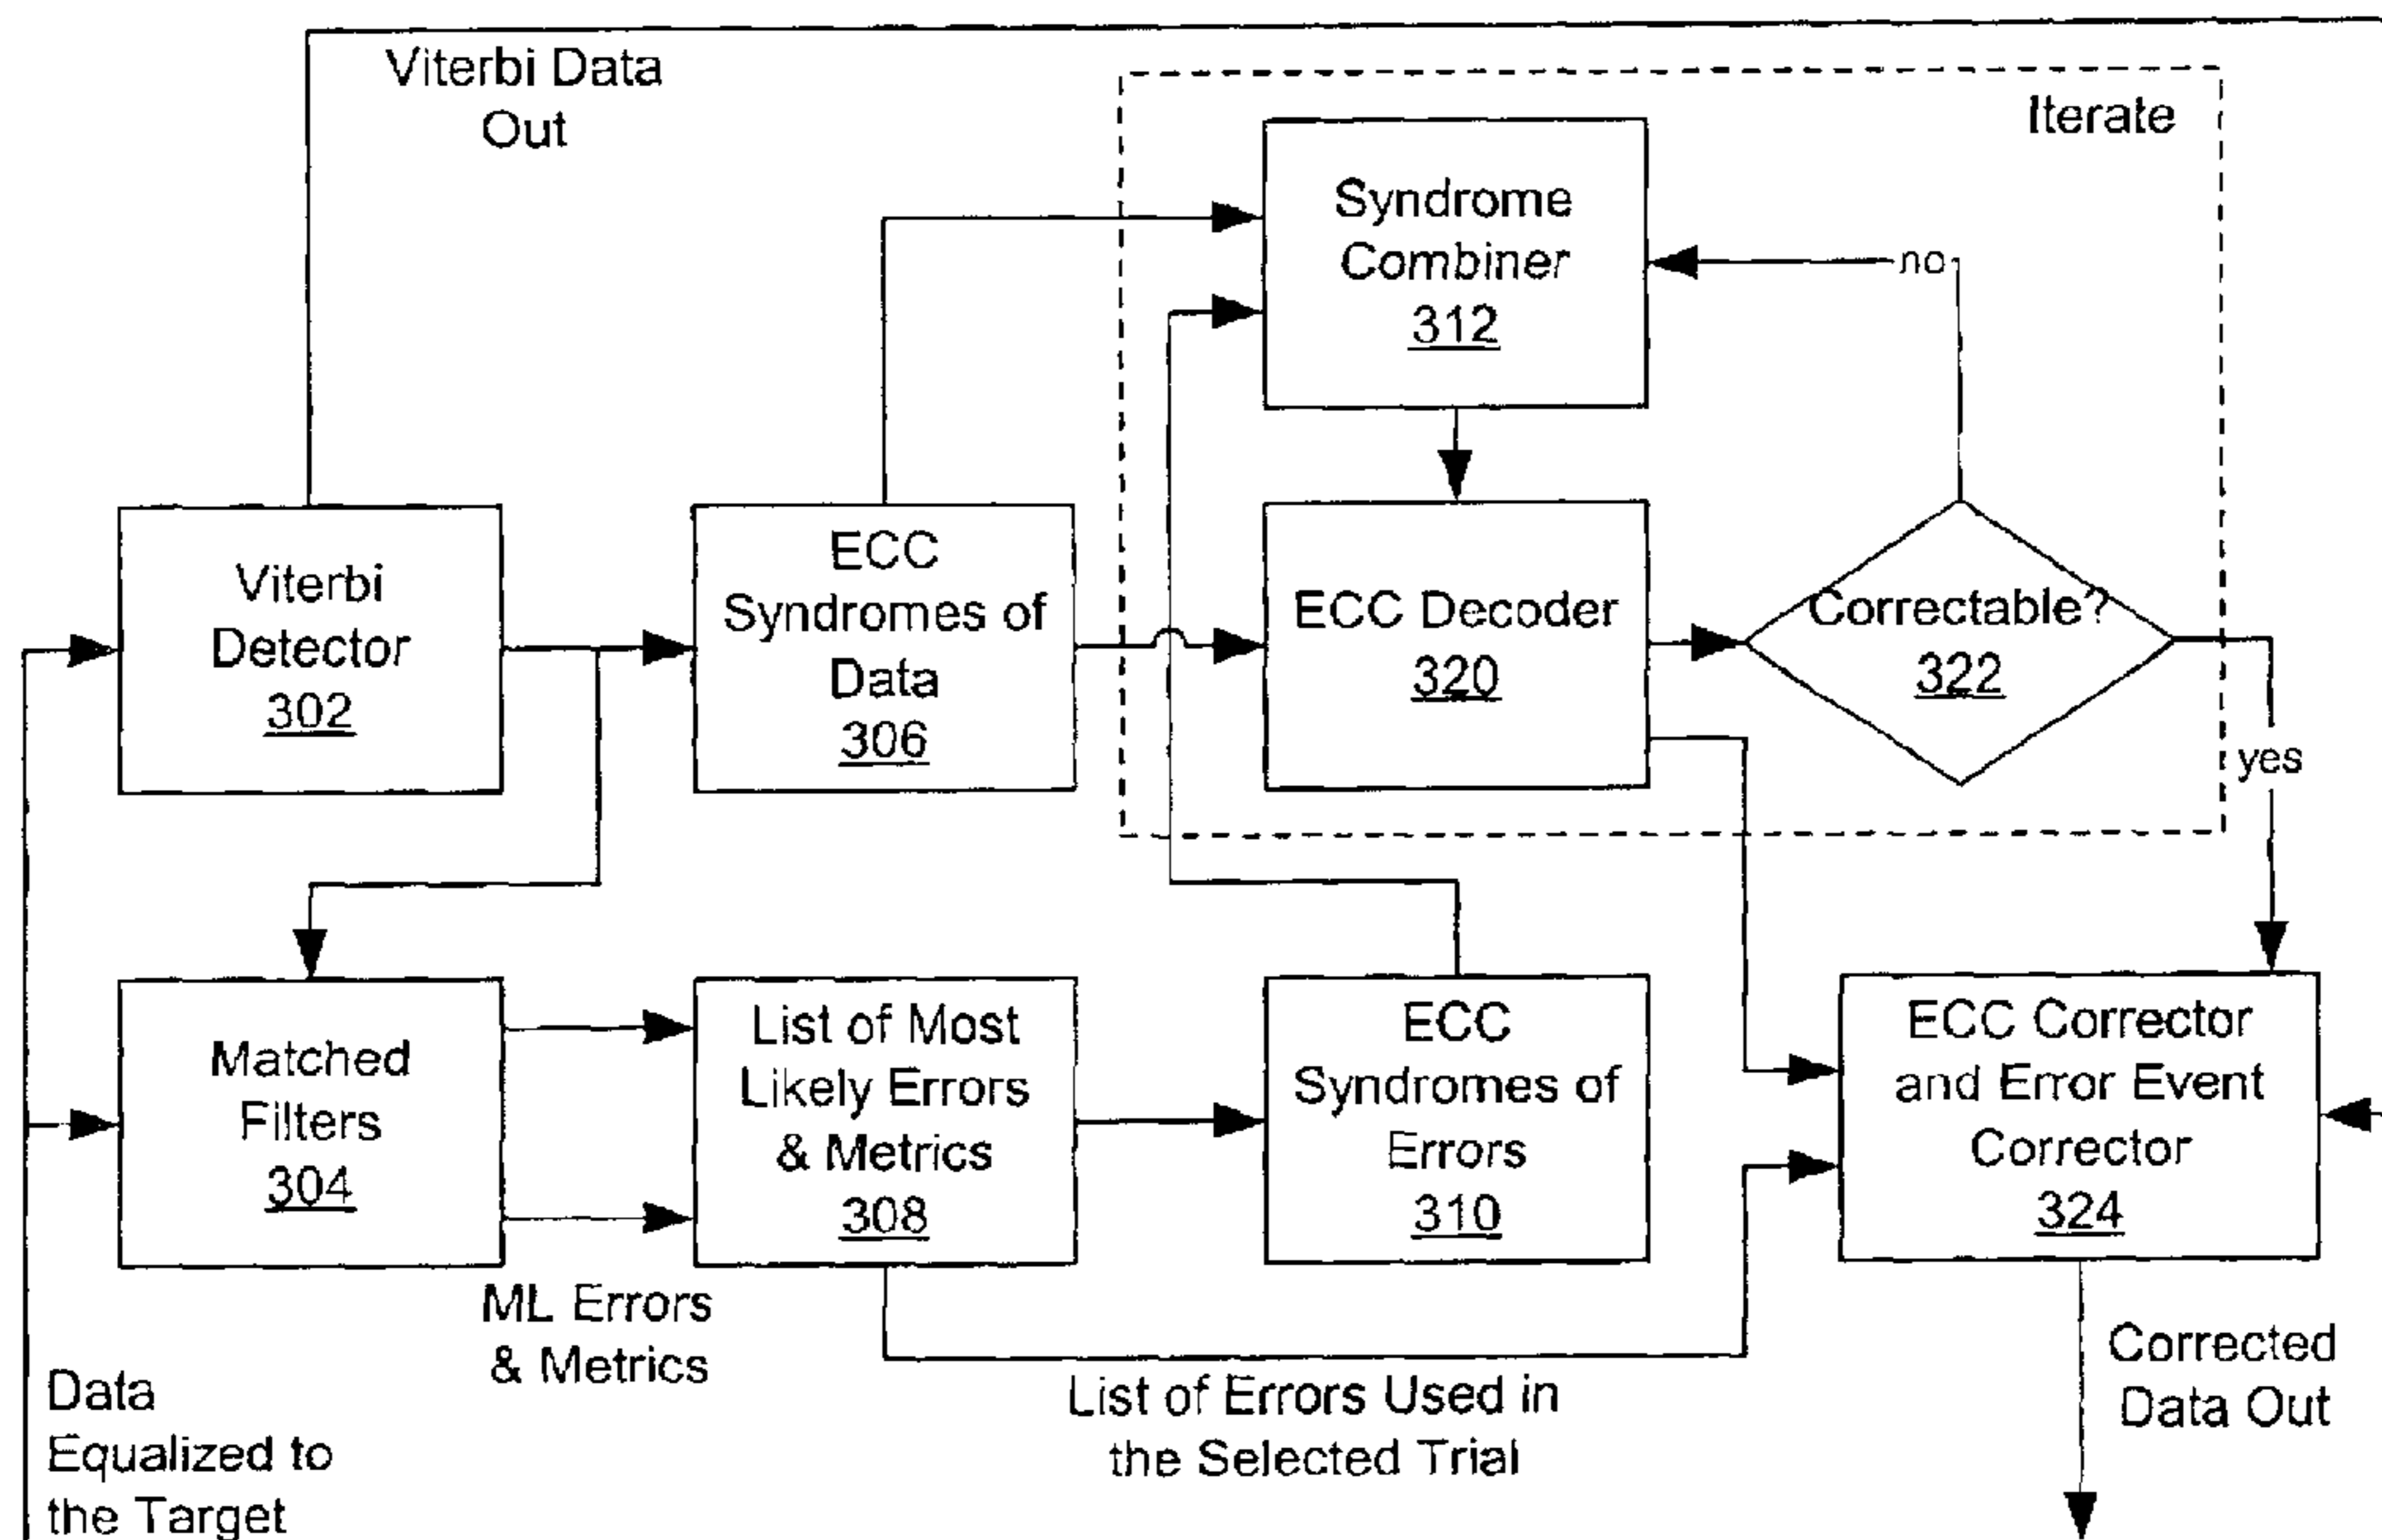 Viterbi Data
Out
Iterate
Syndrome
Combiner
312
no
Viterbi
Detector
302
ECC
Syndromes of
Data
306
ECC Decoder
320
Correctable?
322
yes
Matched
Filters
304
List of Most
Likely Errors
& Metrics
308
ECC
Syndromes of
Errors
310
ECC Corrector
and Error Event
Corrector
324
ML Errors
& Metrics
Data
Equalized to
the Target
List of Errors Used in
the Selected Trial
Corrected
Data Out